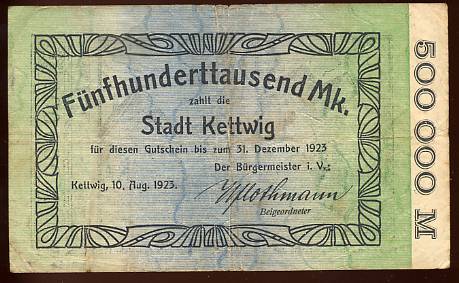 Fünfhunderttausend Mk.
zahlt die
Stadt Kettwig
für diesen Gutschein bis zum 31. Dezember 1923
Der Bürgermeister i. V.:
Kettwig, 10. Aug. 1923.
Beigeordneter
500 000 M